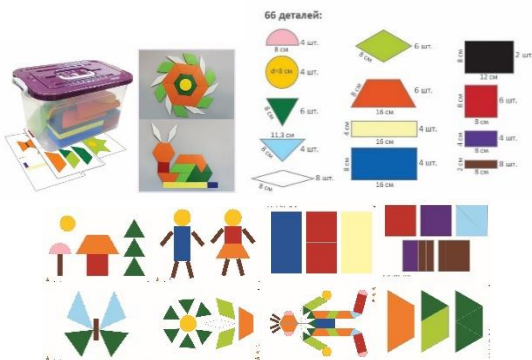 66 деталей:
4 шт.
8 см
d=8 см
4 шт.
8 см
6 шт.
11,3 см
8 см
4 шт.
8 см
8 шт.
8 см
6 шт.
8 см
6 шт.
16 см
4 см
4 шт.
16 см
8 см
4 шт.
16 см
8 см
2 шт.
12 см
8 см
6 шт.
8 см
4 см
4 шт.
8 см
2 см
8 шт.
8 см